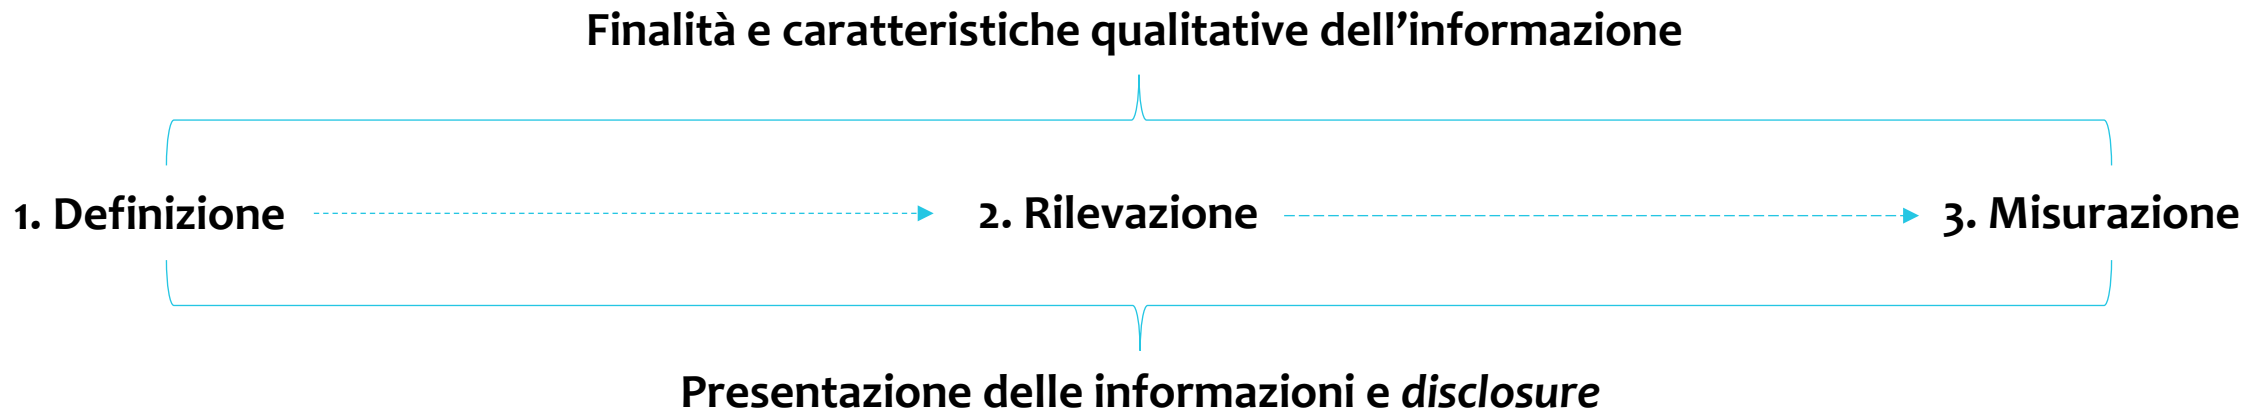 Finalità e caratteristiche qualitative dell’informazione
1. Definizione
2. Rilevazione
3. Misurazione
Presentazione delle informazioni e disclosure